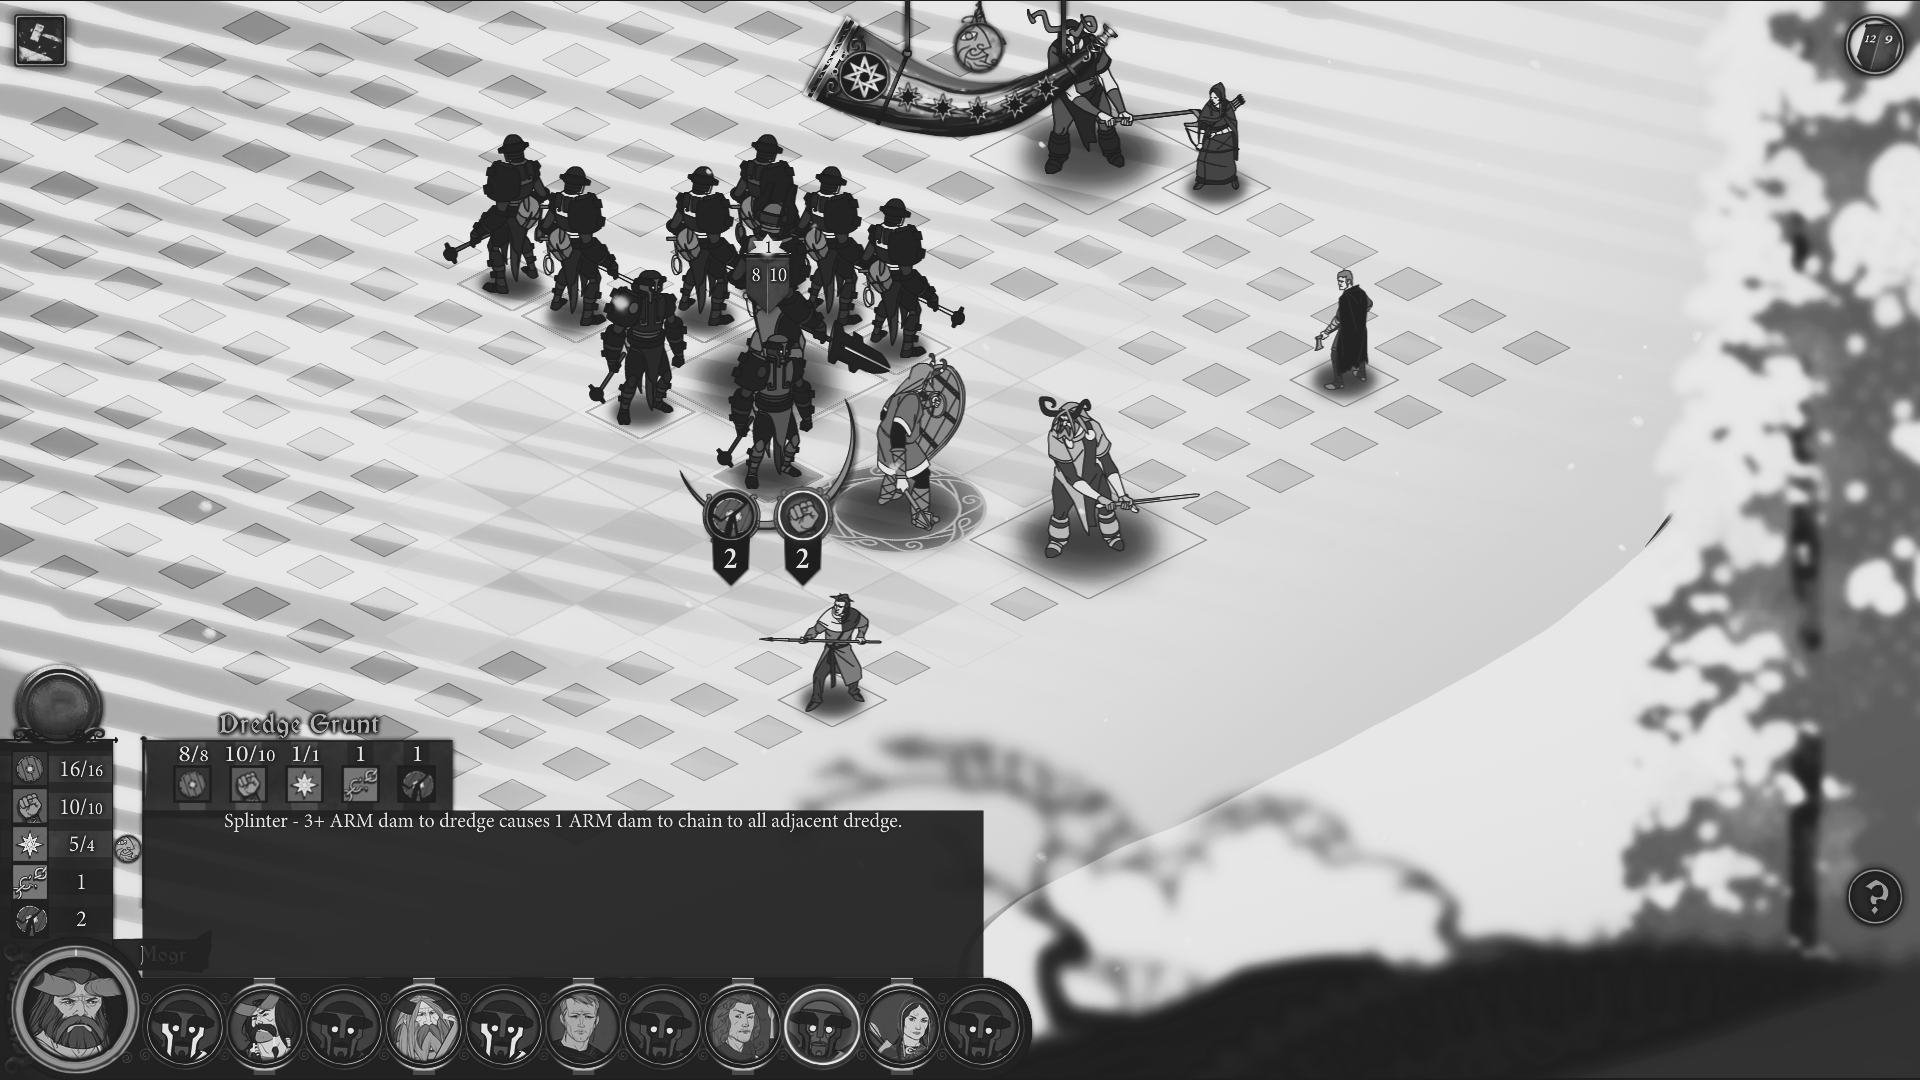 12 9
1
8 10
2 2
Dredge Grunt
8/8 10/10 1/1 1 1
Splinter - 3+ ARM dam to dredge causes 1 ARM dam to chain to all adjacent dredge.
16/16
10/10
5/4
1
2
Mogr